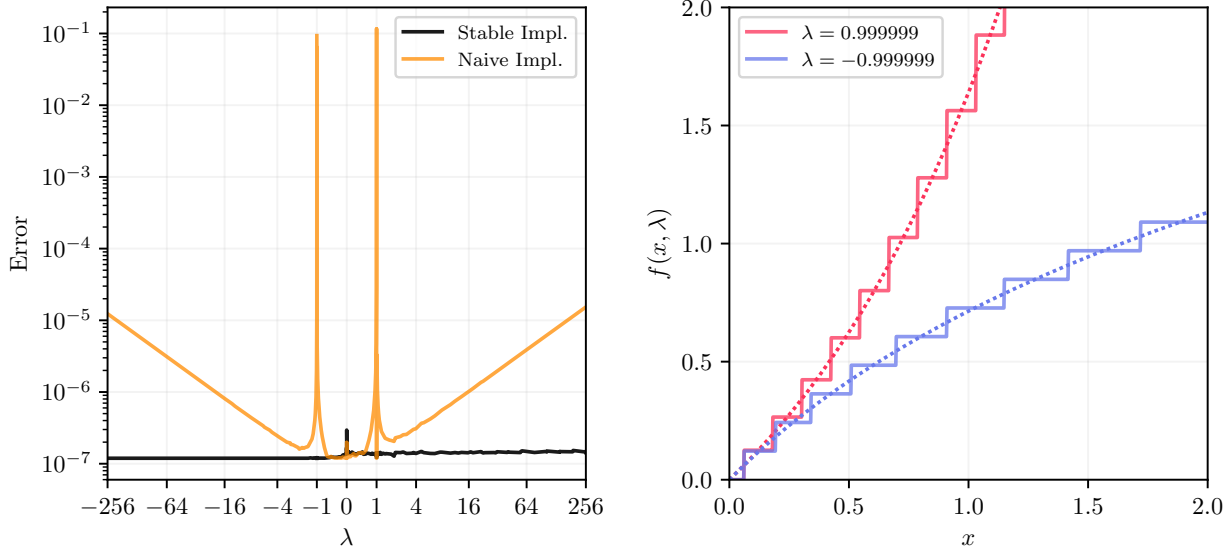 Error
10⁻¹
10⁻²
10⁻³
10⁻⁴
10⁻⁵
10⁻⁶
10⁻⁷
Stable Impl.
Naive Impl.
−256 −64 −16 −4 −1 0 1 4 16 64 256
λ
f(x, λ)
2.0
1.5
1.0
0.5
0.0
λ = 0.999999
λ = −0.999999
0.0 0.5 1.0 1.5 2.0
x